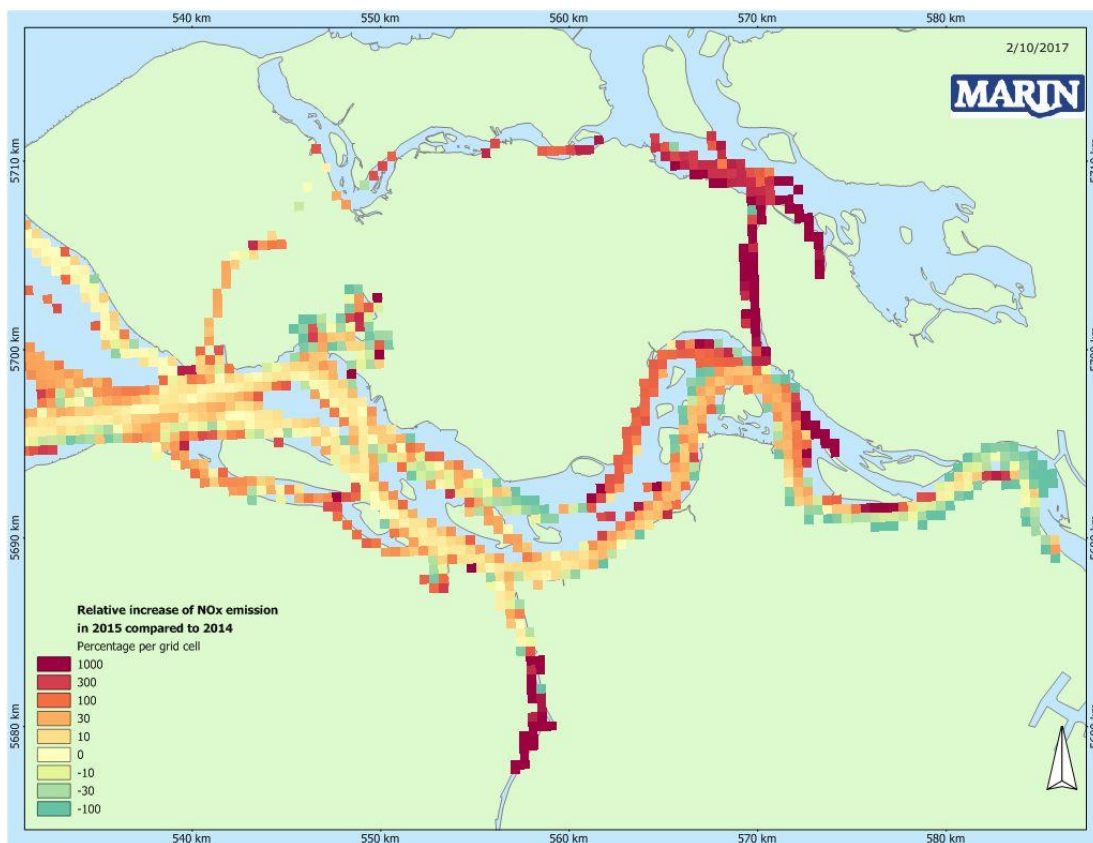 540 km 550 km 560 km 570 km 580 km
2/10/2017
MARIN
5710 km
5700 km
5690 km
5680 km
Relative increase of NOx emission
in 2015 compared to 2014
Percentage per grid cell
1000
300
100
30
10
0
-10
-30
-100
540 km 550 km 560 km 570 km 580 km